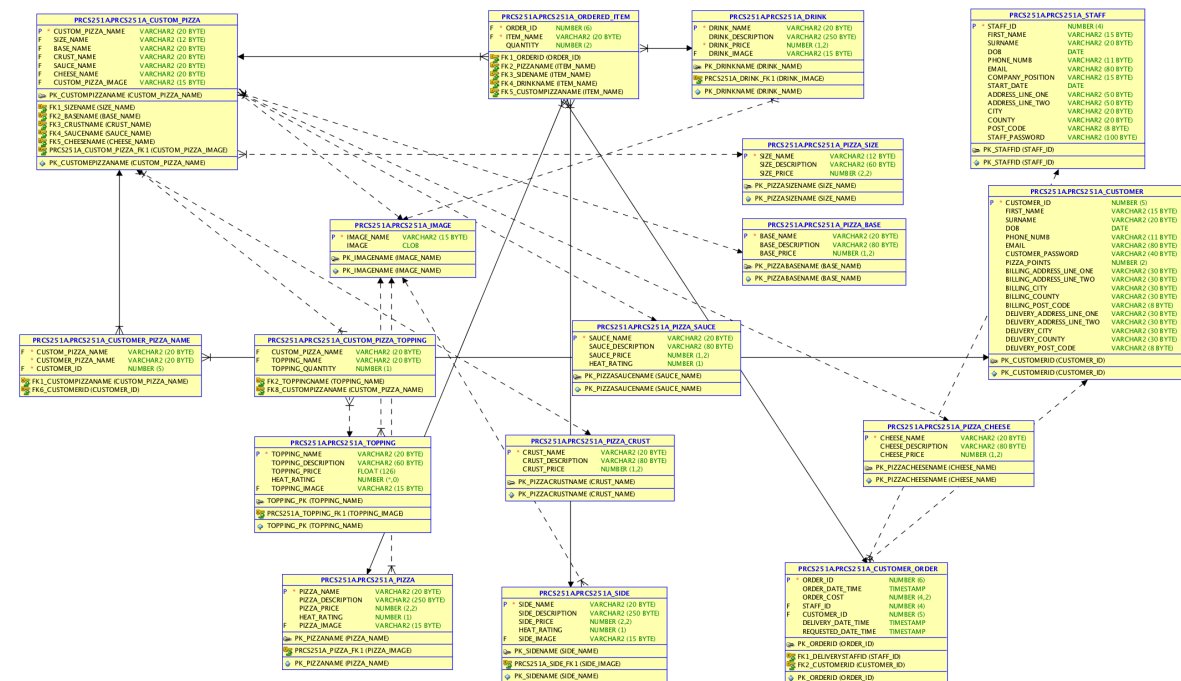 PRCS251A.PRCS251A_CUSTOM_PIZZA
P * CUSTOM_PIZZA_NAME VARCHAR2 (20 BYTE)
F SIZE_NAME VARCHAR2 (12 BYTE)
F BASE_NAME VARCHAR2 (20 BYTE)
F CRUST_NAME VARCHAR2 (20 BYTE)
F SAUCE_NAME VARCHAR2 (20 BYTE)
F CHEESE_NAME VARCHAR2 (20 BYTE)
F CUSTOM_PIZZA_IMAGE VARCHAR2 (15 BYTE)
PK_CUSTOMPIZZANAME (CUSTOM_PIZZA_NAME)
FK1_SIZENAME (SIZE_NAME)
FK2_BASENAME (BASE_NAME)
FK3_CRUSTNAME (CRUST_NAME)
FK4_SAUCENAME (SAUCE_NAME)
FK5_CHEESENAME (CHEESE_NAME)
PRCS251A_CUSTOM_PIZZA_FK1 (CUSTOM_PIZZA_IMAGE)
PK_CUSTOMEPIZZANAME (CUSTOM_PIZZA_NAME)
PRCS251A.PRCS251A_ORDERED_ITEM
F * ORDER_ID NUMBER (6)
F * ITEM_NAME VARCHAR2 (20 BYTE)
QUANTITY NUMBER (2)
FK1_ORDERID (ORDER_ID)
FK2_PIZZANAME (ITEM_NAME)
FK3_SIDENAME (ITEM_NAME)
FK4_DRINKNAME (ITEM_NAME)
FK5_CUSTOMPIZZANAME (ITEM_NAME)
PRCS251A.PRCS251A_DRINK
P * DRINK_NAME VARCHAR2 (20 BYTE)
DRINK_DESCRIPTION VARCHAR2 (250 BYTE)
* DRINK_PRICE NUMBER (1,2)
F DRINK_IMAGE VARCHAR2 (15 BYTE)
PK_DRINKNAME (DRINK_NAME)
PRCS251A_DRINK_FK1 (DRINK_IMAGE)
PK_DRINKNAME (DRINK_NAME)
PRCS251A.PRCS251A_STAFF
P * STAFF_ID NUMBER (4)
FIRST_NAME VARCHAR2 (15 BYTE)
SURNAME VARCHAR2 (20 BYTE)
DOB DATE
PHONE_NUMB VARCHAR2 (11 BYTE)
EMAIL VARCHAR2 (80 BYTE)
COMPANY_POSITION VARCHAR2 (15 BYTE)
START_DATE DATE
ADDRESS_LINE_ONE VARCHAR2 (50 BYTE)
ADDRESS_LINE_TWO VARCHAR2 (50 BYTE)
CITY VARCHAR2 (20 BYTE)
COUNTY VARCHAR2 (20 BYTE)
POST_CODE VARCHAR2 (8 BYTE)
STAFF_PASSWORD VARCHAR2 (100 BYTE)
PK_STAFFID (STAFF_ID)
PK_STAFFID (STAFF_ID)
PRCS251A.PRCS251A_PIZZA_SIZE
P * SIZE_NAME VARCHAR2 (12 BYTE)
SIZE_DESCRIPTION VARCHAR2 (60 BYTE)
SIZE_PRICE NUMBER (2,2)
PK_PIZZASIZENAME (SIZE_NAME)
PK_PIZZASIZENAME (SIZE_NAME)
PRCS251A.PRCS251A_CUSTOMER
P * CUSTOMER_ID NUMBER (5)
FIRST_NAME VARCHAR2 (15 BYTE)
SURNAME VARCHAR2 (20 BYTE)
DOB DATE
PHONE_NUMB VARCHAR2 (11 BYTE)
EMAIL VARCHAR2 (80 BYTE)
CUSTOMER_PASSWORD VARCHAR2 (40 BYTE)
PIZZA_POINTS NUMBER (2)
BILLING_ADDRESS_LINE_ONE VARCHAR2 (30 BYTE)
BILLING_ADDRESS_LINE_TWO VARCHAR2 (30 BYTE)
BILLING_CITY VARCHAR2 (30 BYTE)
BILLING_COUNTY VARCHAR2 (30 BYTE)
BILLING_POST_CODE VARCHAR2 (8 BYTE)
DELIVERY_ADDRESS_LINE_ONE VARCHAR2 (30 BYTE)
DELIVERY_ADDRESS_LINE_TWO VARCHAR2 (30 BYTE)
DELIVERY_CITY VARCHAR2 (30 BYTE)
DELIVERY_COUNTY VARCHAR2 (30 BYTE)
DELIVERY_POST_CODE VARCHAR2 (8 BYTE)
PK_CUSTOMERID (CUSTOMER_ID)
PK_CUSTOMERID (CUSTOMER_ID)
PRCS251A.PRCS251A_IMAGE
P * IMAGE_NAME VARCHAR2 (15 BYTE)
IMAGE CLOB
PK_IMAGENAME (IMAGE_NAME)
PK_IMAGENAME (IMAGE_NAME)
PRCS251A.PRCS251A_PIZZA_BASE
P * BASE_NAME VARCHAR2 (20 BYTE)
BASE_DESCRIPTION VARCHAR2 (80 BYTE)
BASE_PRICE NUMBER (1,2)
PK_PIZZABASENAME (BASE_NAME)
PK_PIZZABASENAME (BASE_NAME)
PRCS251A.PRCS251A_CUSTOMER_PIZZA_NAME
F * CUSTOM_PIZZA_NAME VARCHAR2 (20 BYTE)
* CUSTOMER_PIZZA_NAME VARCHAR2 (20 BYTE)
F * CUSTOMER_ID NUMBER (5)
FK1_CUSTOMPIZZANAME (CUSTOM_PIZZA_NAME)
FK6_CUSTOMERID (CUSTOMER_ID)
PRCS251A.PRCS251A_CUSTOM_PIZZA_TOPPING
F CUSTOM_PIZZA_NAME VARCHAR2 (20 BYTE)
F TOPPING_NAME VARCHAR2 (20 BYTE)
TOPPING_QUANTITY NUMBER (1)
FK2_TOPPINGNAME (TOPPING_NAME)
FK8_CUSTOMPIZZANAME (CUSTOM_PIZZA_NAME)
PRCS251A.PRCS251A_PIZZA_SAUCE
P * SAUCE_NAME VARCHAR2 (20 BYTE)
SAUCE_DESCRIPTION VARCHAR2 (80 BYTE)
SAUCE_PRICE NUMBER (1,2)
HEAT_RATING NUMBER (1)
PK_PIZZASAUCENAME (SAUCE_NAME)
PK_PIZZASAUCENAME (SAUCE_NAME)
PRCS251A.PRCS251A_PIZZA_CHEESE
P * CHEESE_NAME VARCHAR2 (20 BYTE)
CHEESE_DESCRIPTION VARCHAR2 (80 BYTE)
CHEESE_PRICE NUMBER (1,2)
PK_PIZZACHEESENAME (CHEESE_NAME)
PK_PIZZACHEESENAME (CHEESE_NAME)
PRCS251A.PRCS251A_TOPPING
P * TOPPING_NAME VARCHAR2 (20 BYTE)
TOPPING_DESCRIPTION VARCHAR2 (60 BYTE)
TOPPING_PRICE FLOAT (126)
HEAT_RATING NUMBER (*,0)
F TOPPING_IMAGE VARCHAR2 (15 BYTE)
TOPPING_PK (TOPPING_NAME)
PRCS251A_TOPPING_FK1 (TOPPING_IMAGE)
TOPPING_PK (TOPPING_NAME)
PRCS251A.PRCS251A_PIZZA_CRUST
P * CRUST_NAME VARCHAR2 (20 BYTE)
CRUST_DESCRIPTION VARCHAR2 (80 BYTE)
CRUST_PRICE NUMBER (1,2)
PK_PIZZACRUSTNAME (CRUST_NAME)
PK_PIZZACRUSTNAME (CRUST_NAME)
PRCS251A.PRCS251A_PIZZA
P * PIZZA_NAME VARCHAR2 (20 BYTE)
PIZZA_DESCRIPTION VARCHAR2 (250 BYTE)
PIZZA_PRICE NUMBER (2,2)
HEAT_RATING NUMBER (1)
F PIZZA_IMAGE VARCHAR2 (15 BYTE)
PK_PIZZANAME (PIZZA_NAME)
PRCS251A_PIZZA_FK1 (PIZZA_IMAGE)
PK_PIZZANAME (PIZZA_NAME)
PRCS251A.PRCS251A_SIDE
P * SIDE_NAME VARCHAR2 (20 BYTE)
SIDE_DESCRIPTION VARCHAR2 (250 BYTE)
SIDE_PRICE NUMBER (2,2)
HEAT_RATING NUMBER (1)
F SIDE_IMAGE VARCHAR2 (15 BYTE)
PK_SIDENAME (SIDE_NAME)
PRCS251A_SIDE_FK1 (SIDE_IMAGE)
PK_SIDENAME (SIDE_NAME)
PRCS251A.PRCS251A_CUSTOMER_ORDER
P * ORDER_ID NUMBER (6)
ORDER_DATE_TIME TIMESTAMP
ORDER_COST NUMBER (4,2)
F STAFF_ID NUMBER (4)
F CUSTOMER_ID NUMBER (5)
DELIVERY_DATE_TIME TIMESTAMP
REQUESTED_DATE_TIME TIMESTAMP
PK_ORDERID (ORDER_ID)
FK1_DELIVERYSTAFFID (STAFF_ID)
FK2_CUSTOMERID (CUSTOMER_ID)
PK_ORDERID (ORDER_ID)